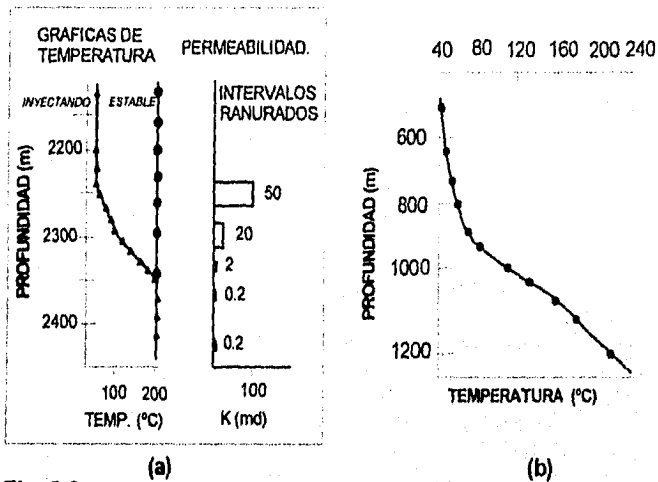 GRÁFICAS DE
TEMPERATURA
PERMEABILIDAD.
INYECTANDO
ESTABLE
INTERVALOS
RANURADOS
PROFUNDIDAD (m)
2200
2300
2400
50
20
2
0.2
0.2
100
200
100
TEMP. (ºC)
K (md)
(a)
40
80
120
160
200
240
PROFUNDIDAD (m)
600
800
1000
1200
TEMPERATURA (ºC)
(b)